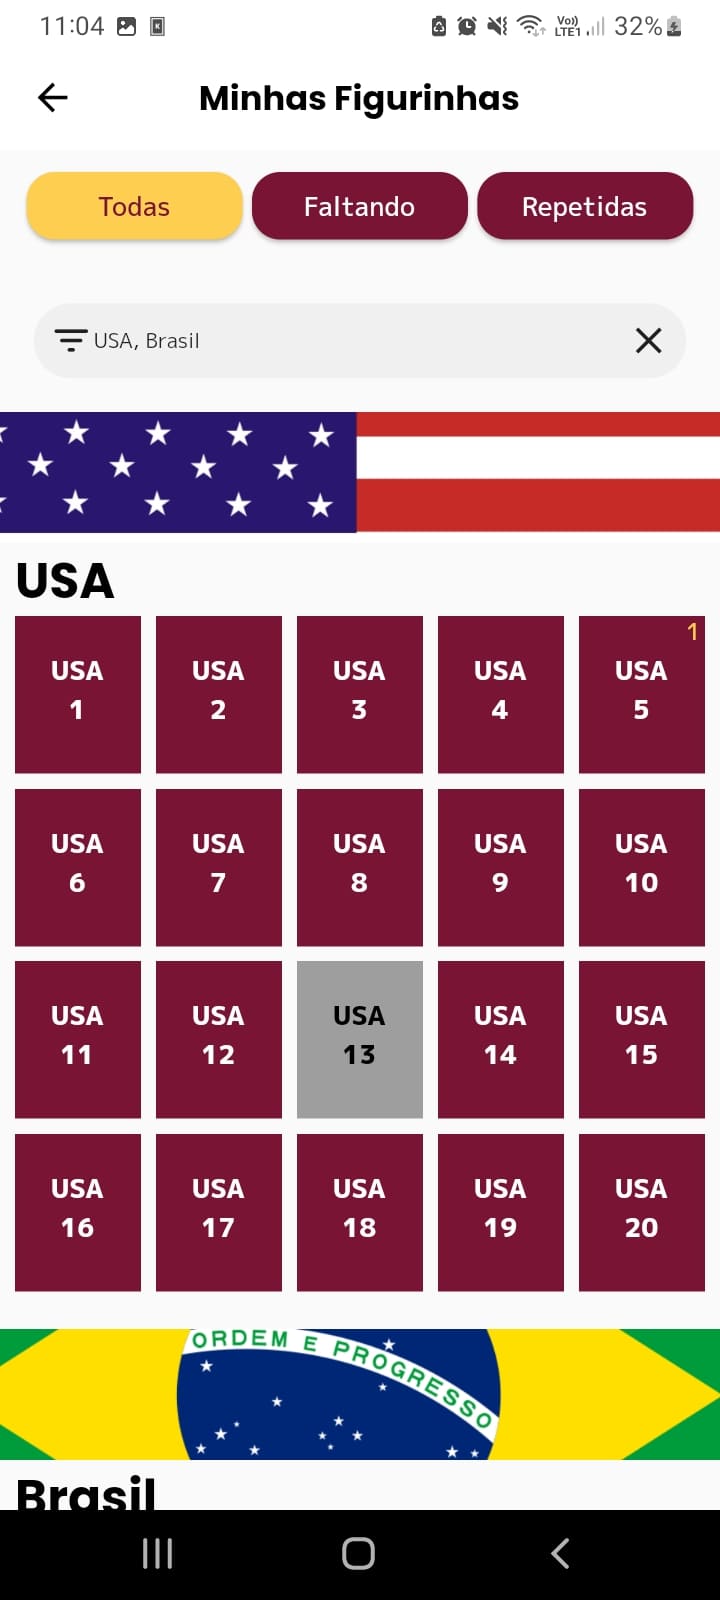 11:04
Vo)) LTE1 32%
Minhas Figurinhas
Todas Faltando Repetidas
USA, Brasil
USA
1
USA USA USA USA USA
1 2 3 4 5
USA USA USA USA USA
6 7 8 9 10
USA USA USA USA USA
11 12 13 14 15
USA USA USA USA USA
16 17 18 19 20
ORDEM E PROGRESSO
Brasil